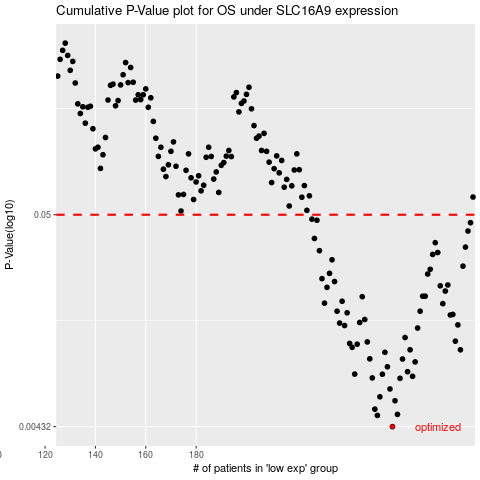 Cumulative P-Value plot for OS under SLC16A9 expression
P-Value(log10)
0.05
0.00432
optimized
0
120
140
160
180
# of patients in 'low exp' group